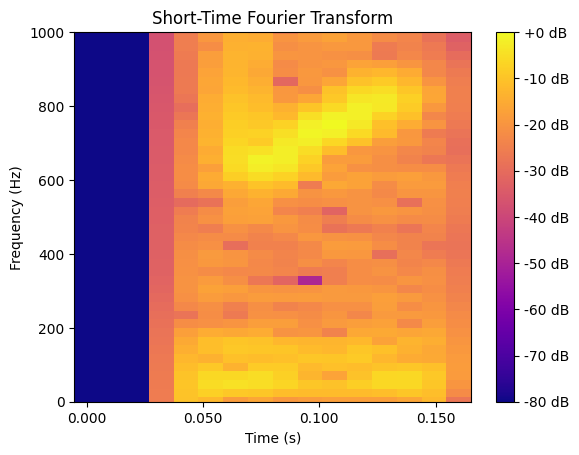 Short-Time Fourier Transform
Frequency (Hz)
1000
800
600
400
200
0
0.000
0.050
0.100
0.150
Time (s)
+0 dB
-10 dB
-20 dB
-30 dB
-40 dB
-50 dB
-60 dB
-70 dB
-80 dB